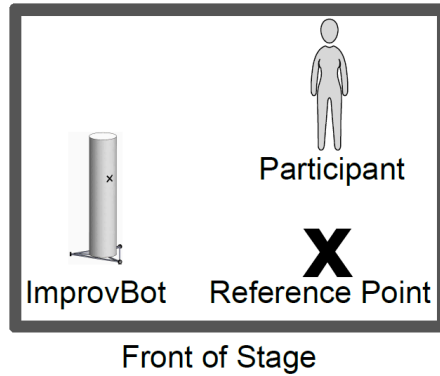 Participant
x
X
ImprovBot
Reference Point
Front of Stage